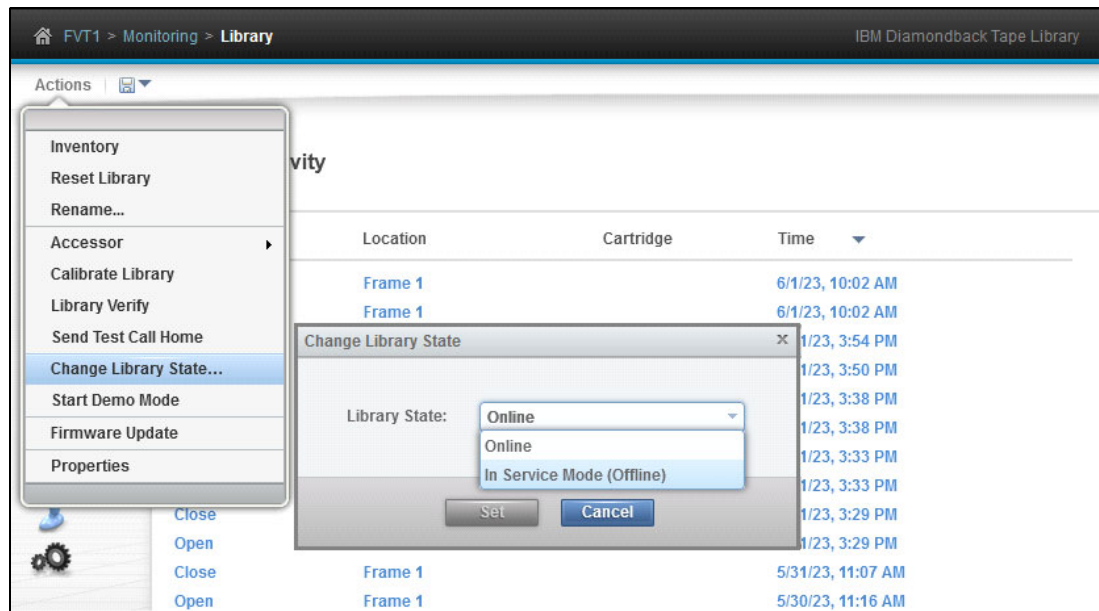 FVT1 > Monitoring > Library IBM Diamondback Tape Library
Actions
Inventory
Reset Library
Rename...
Accessor
Calibrate Library
Library Verify
Send Test Call Home
Change Library State...
Start Demo Mode
Firmware Update
Properties
vity
Location Cartridge Time
Frame 1 6/1/23, 10:02 AM
Frame 1 6/1/23, 10:02 AM
1/23, 3:54 PM
1/23, 3:50 PM
1/23, 3:38 PM
1/23, 3:38 PM
1/23, 3:33 PM
1/23, 3:33 PM
Close 1/23, 3:29 PM
Open 1/23, 3:29 PM
Close Frame 1 5/31/23, 11:07 AM
Open Frame 1 5/30/23, 11:16 AM
Change Library State x
Library State: Online
Online
In Service Mode (Offline)
Set Cancel